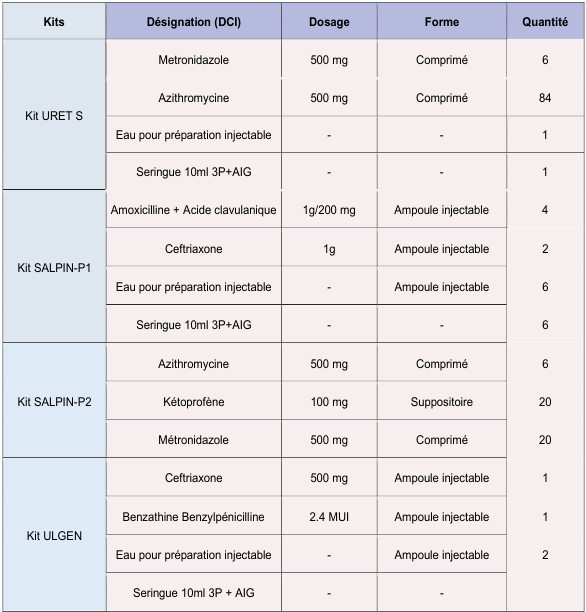 Kits Désignation (DCI) Dosage Forme Quantité
Kit URET S
Metronidazole 500 mg Comprimé 6
Azithromycine 500 mg Comprimé 84
Eau pour préparation injectable - - 1
Seringue 10ml 3P+AIG - - 1
Kit SALPIN-P1
Amoxicilline + Acide clavulanique 1g/200 mg Ampoule injectable 4
Ceftriaxone 1g Ampoule injectable 2
Eau pour préparation injectable - Ampoule injectable 6
Seringue 10ml 3P+AIG - - 6
Kit SALPIN-P2
Azithromycine 500 mg Comprimé 6
Kétoprofène 100 mg Suppositoire 20
Métronidazole 500 mg Comprimé 20
Kit ULGEN
Ceftriaxone 500 mg Ampoule injectable 1
Benzathine Benzylpénicilline 2.4 MUI Ampoule injectable 1
Eau pour préparation injectable - Ampoule injectable 2
Seringue 10ml 3P + AIG - -